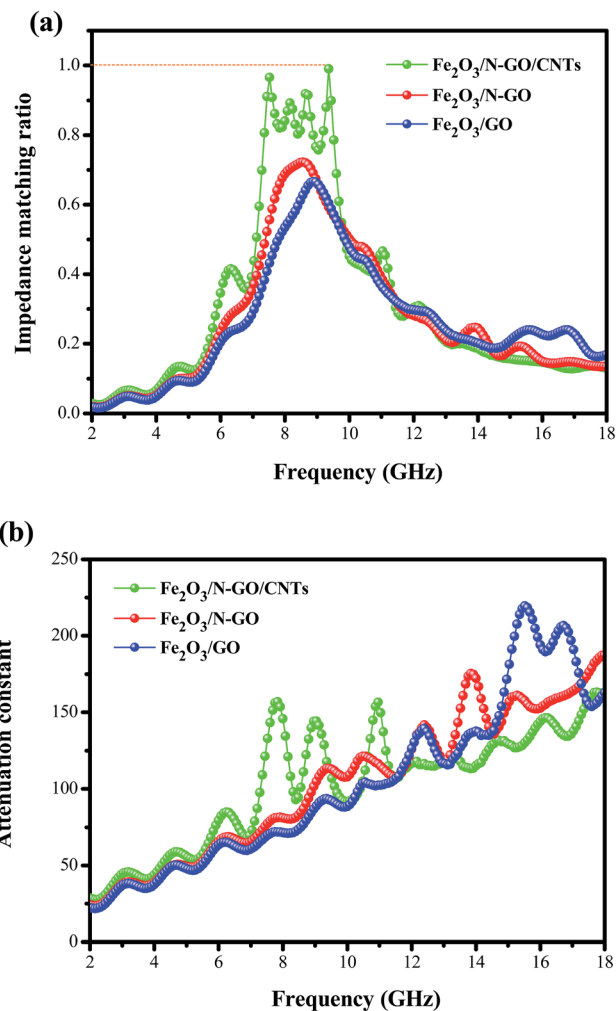 (a)
Impedance matching ratio
1.0
0.8
0.6
0.4
0.2
0.0
Fe₂O₃/N-GO/CNTs
Fe₂O₃/N-GO
Fe₂O₃/GO
2 4 6 8 10 12 14 16 18
Frequency (GHz)
(b)
Attenuation constant
250
200
150
100
50
0
Fe₂O₃/N-GO/CNTs
Fe₂O₃/N-GO
Fe₂O₃/GO
2 4 6 8 10 12 14 16 18
Frequency (GHz)